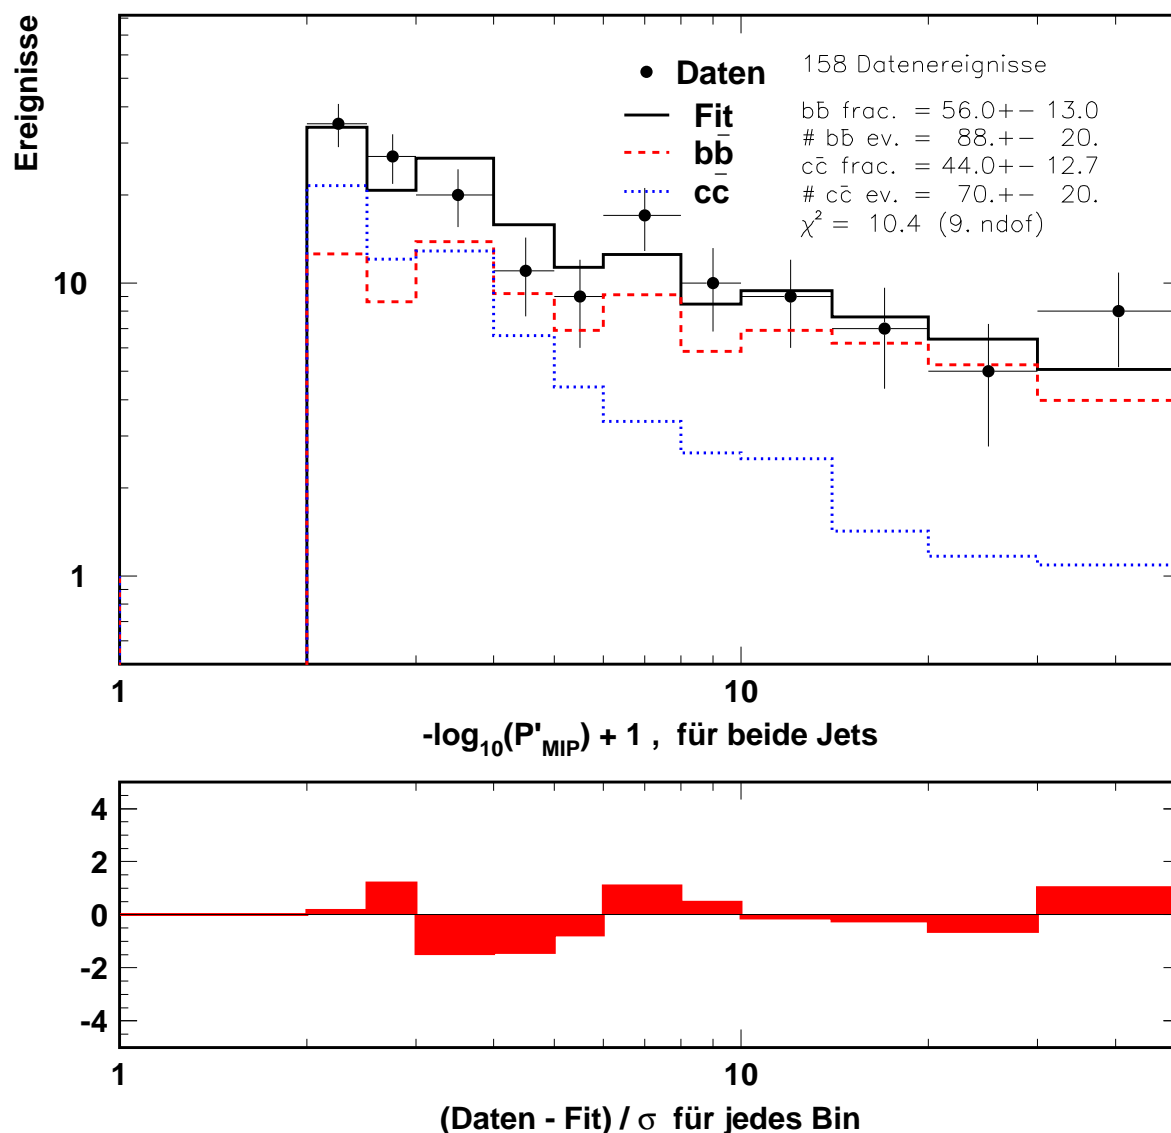 Ereignisse
Daten
Fit
bb̄
cc̄
158 Datenereignisse
bb̄ frac. = 56.0+− 13.0
# bb̄ ev. = 88.+− 20.
cc̄ frac. = 44.0+− 12.7
# cc̄ ev. = 70.+− 20.
χ² = 10.4 (9. ndof)
10
1
1 10
-log₁₀(P'MIP) + 1 , für beide Jets
4
2
0
-2
-4
1 10
(Daten - Fit) / σ für jedes Bin